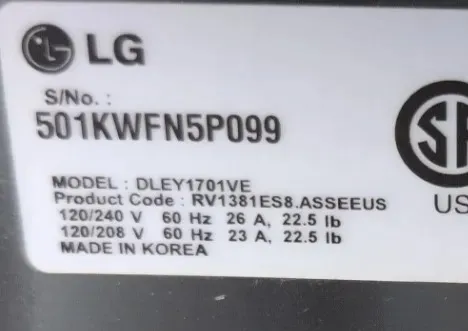 LG
S/No. :
501KWFN5P099
MODEL : DLEY1701VE
Product Code : RV1381ES8.ASSEEUS
120/240 V 60 Hz 26 A, 22.5 lb
120/208 V 60 Hz 23 A, 22.5 lb
MADE IN KOREA
SA
US